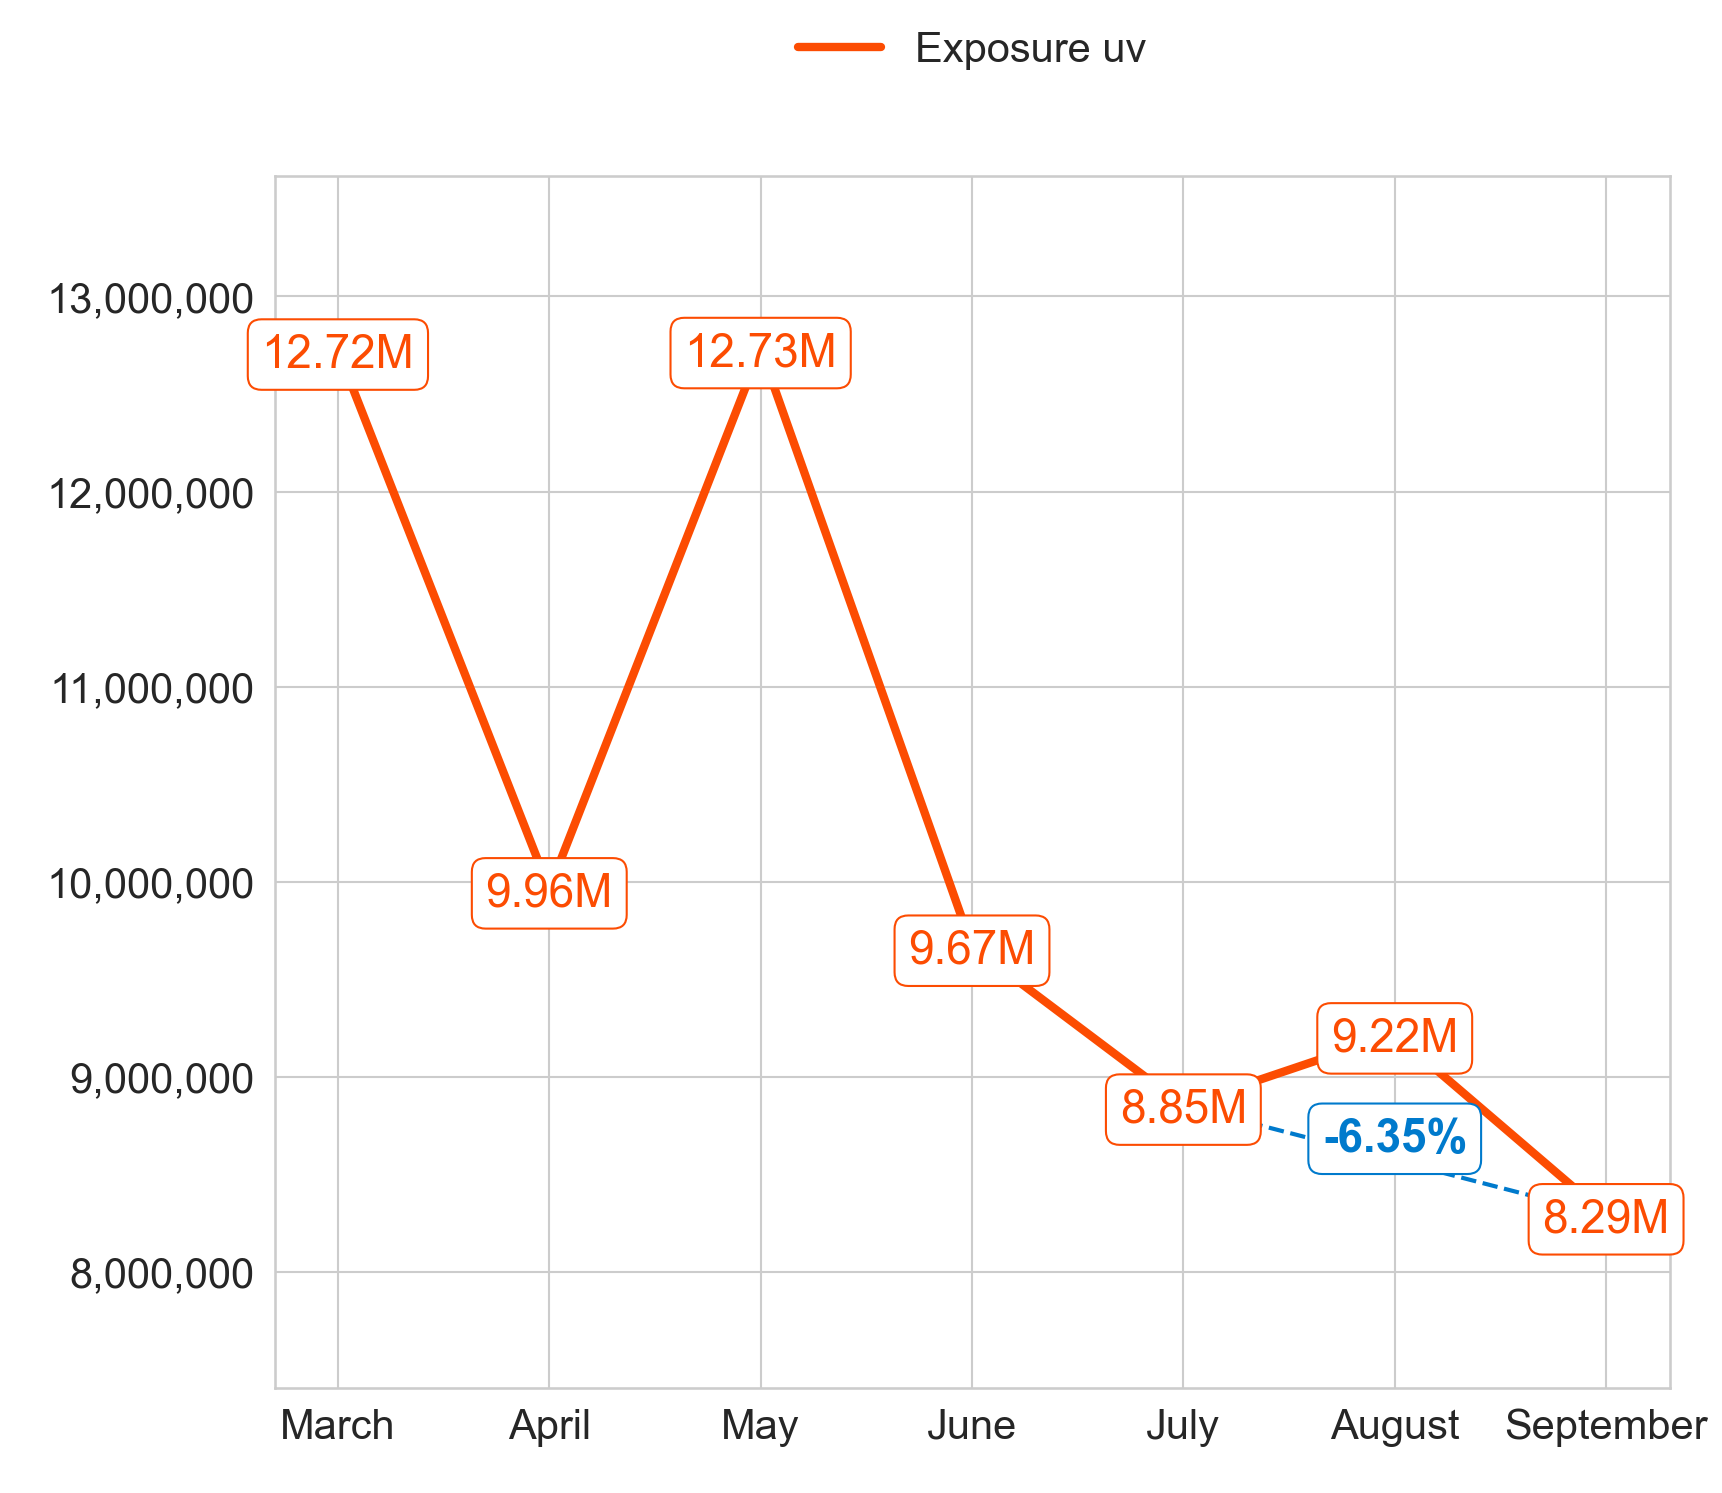 Exposure uv
13,000,000
12,000,000
11,000,000
10,000,000
9,000,000
8,000,000
12.72M
9.96M
12.73M
9.67M
8.85M
9.22M
-6.35%
8.29M
March
April
May
June
July
August
September